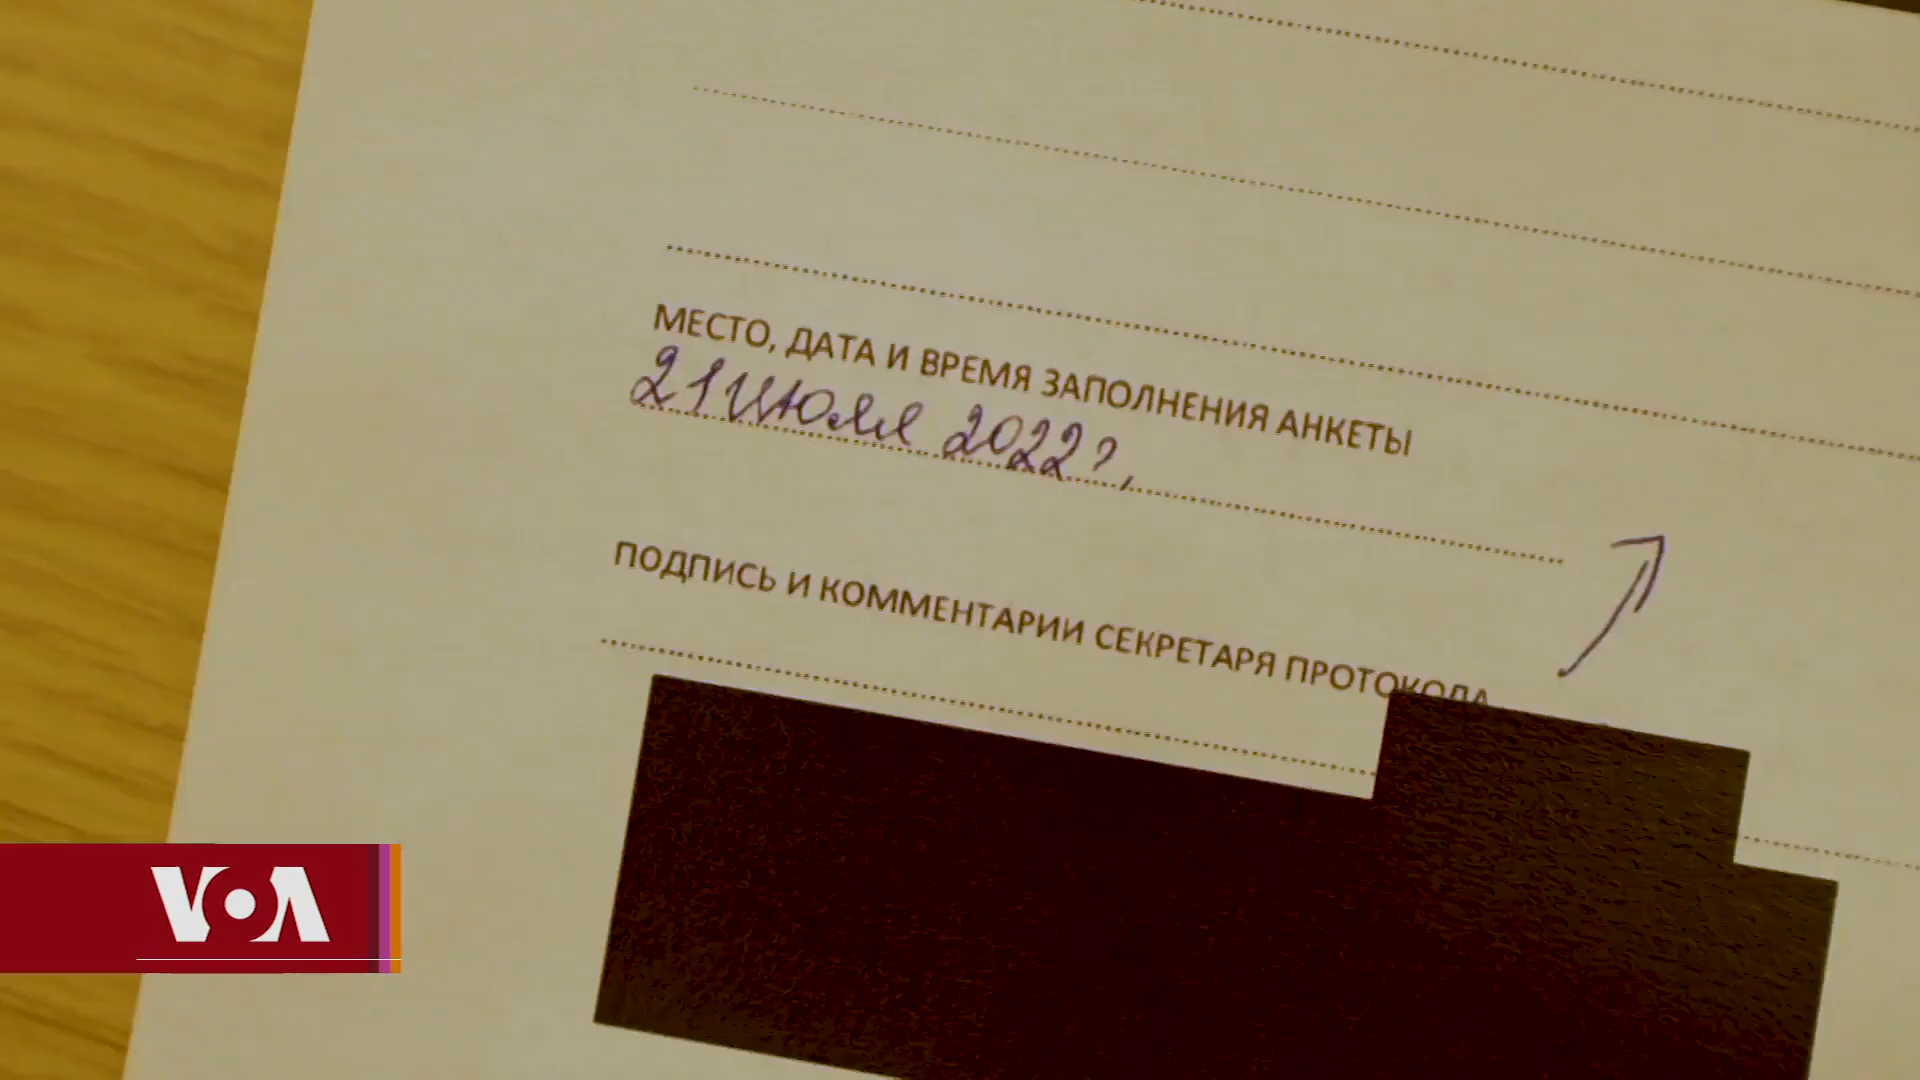 МЕСТО, ДАТА И ВРЕМЯ ЗАПОЛНЕНИЯ АНКЕТЫ
21 июля 2022 г,
ПОДПИСЬ И КОММЕНТАРИИ СЕКРЕТАРЯ ПРОТОКОЛА
VOA